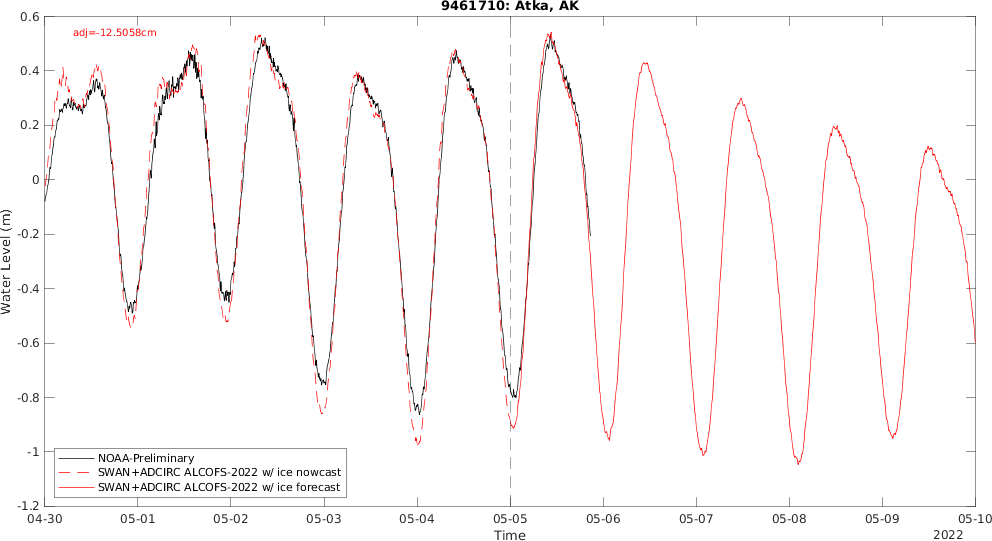 9461710: Atka, AK
adj=-12.5058cm
0.6
0.4
0.2
0
-0.2
-0.4
-0.6
-0.8
-1
-1.2
Water Level (m)
NOAA-Preliminary
SWAN+ADCIRC ALCOFS-2022 w/ ice nowcast
SWAN+ADCIRC ALCOFS-2022 w/ ice forecast
04-30 05-01 05-02 05-03 05-04 05-05 05-06 05-07 05-08 05-09 05-10
Time
2022